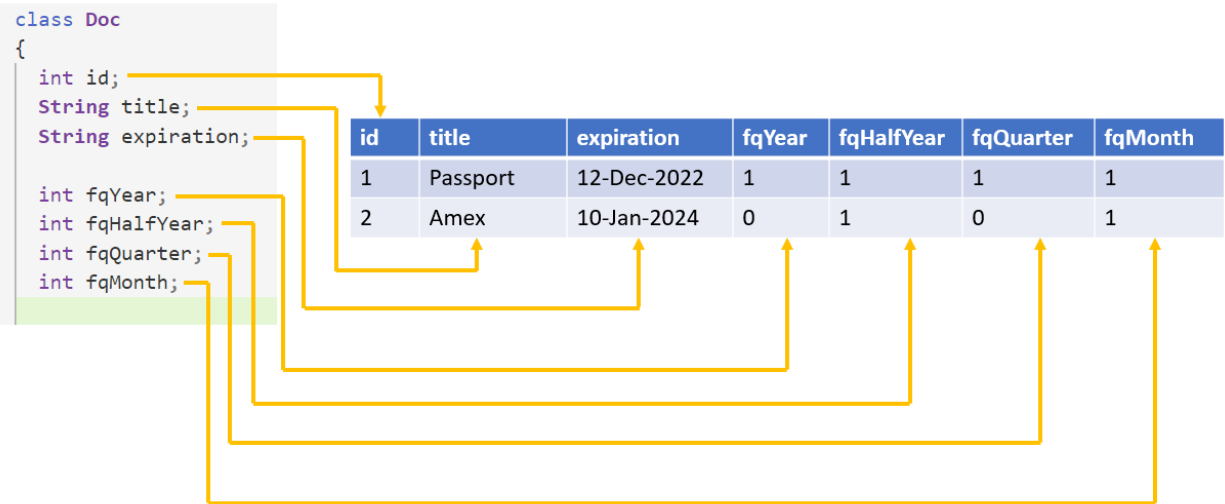 class Doc
{
int id;
String title;
String expiration;
int fqYear;
int fqHalfYear;
int fqQuarter;
int fqMonth;
id title expiration fqYear fqHalfYear fqQuarter fqMonth
1 Passport 12-Dec-2022 1 1 1 1
2 Amex 10-Jan-2024 0 1 0 1